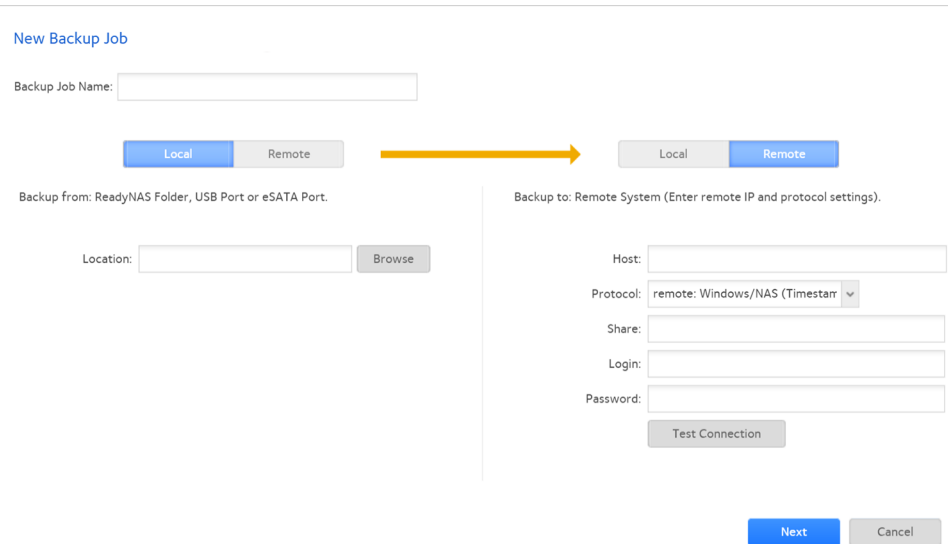 New Backup Job
Backup Job Name:
Local Remote Local Remote
Backup from: ReadyNAS Folder, USB Port or eSATA Port.
Backup to: Remote System (Enter remote IP and protocol settings).
Location: Browse
Host:
Protocol: remote: Windows/NAS (Timestam
Share:
Login:
Password:
Test Connection
Next Cancel